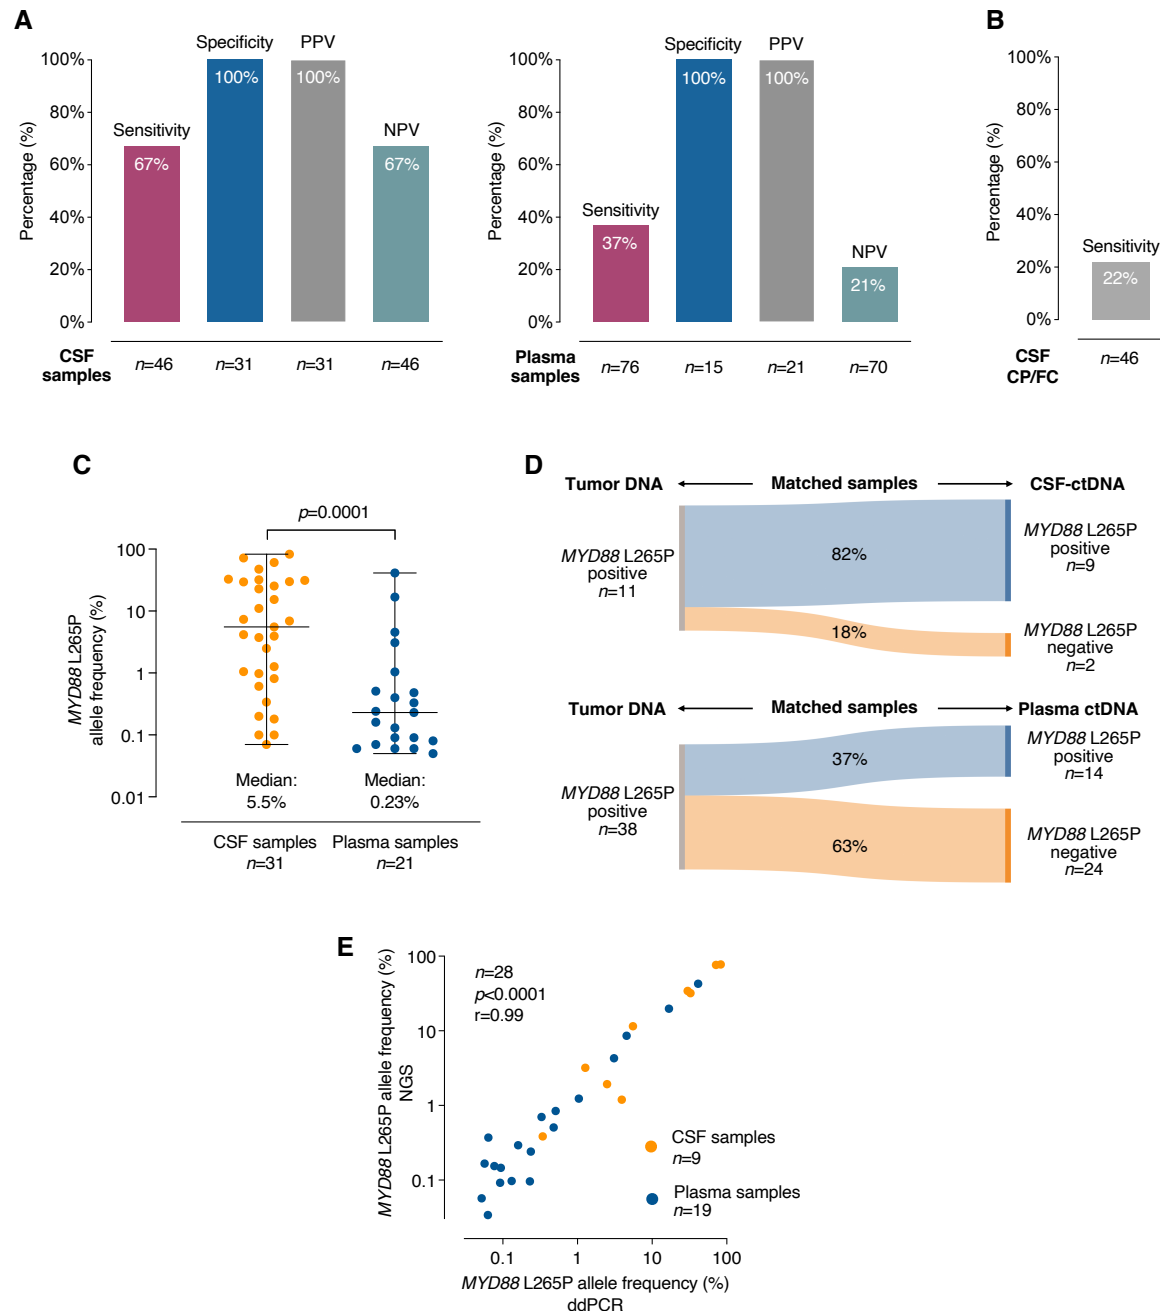 A
Percentage (%)
100%
80%
60%
40%
20%
0%
Sensitivity
67%
Specificity
100%
PPV
100%
NPV
67%
CSF
samples
n=46
n=31
n=31
n=46
Percentage (%)
100%
80%
60%
40%
20%
0%
Sensitivity
37%
Specificity
100%
PPV
100%
NPV
21%
Plasma
samples
n=76
n=15
n=21
n=70
B
Percentage (%)
100%
80%
60%
40%
20%
0%
Sensitivity
22%
CSF
CP/FC
n=46
C
p=0.0001
MYD88 L265P
allele frequency (%)
100
10
1
0.1
0.01
Median:
5.5%
Median:
0.23%
CSF samples
n=31
Plasma samples
n=21
D
Tumor DNA
Matched samples
CSF-ctDNA
MYD88 L265P
positive
n=11
82%
18%
MYD88 L265P
positive
n=9
MYD88 L265P
negative
n=2
Tumor DNA
Matched samples
Plasma ctDNA
MYD88 L265P
positive
n=38
37%
63%
MYD88 L265P
positive
n=14
MYD88 L265P
negative
n=24
E
MYD88 L265P allele frequency (%)
NGS
100
10
1
0.1
n=28
p<0.0001
r=0.99
CSF samples
n=9
Plasma samples
n=19
0.1
1
10
100
MYD88 L265P allele frequency (%)
ddPCR